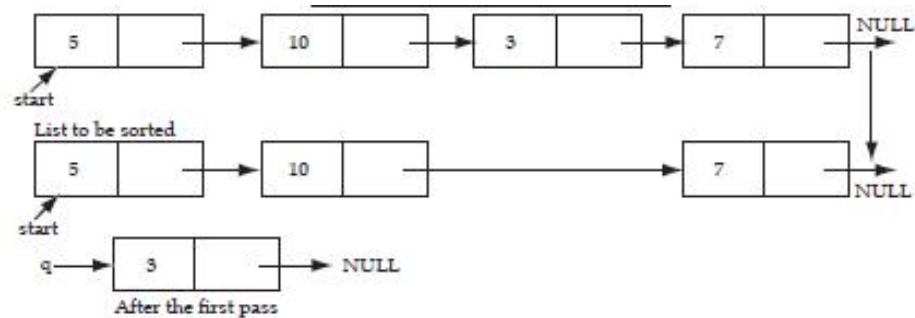 NULL
5 10 3 7
start
List to be sorted
5 10 7
NULL
start
q 3 NULL
After the first pass